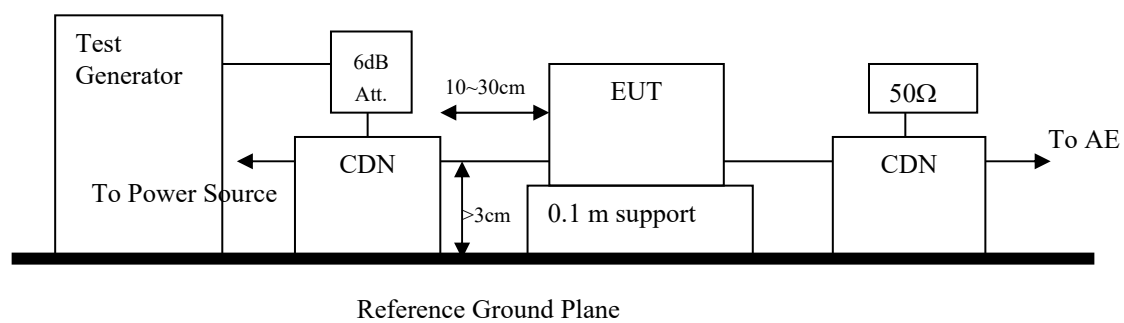 Test
Generator
6dB
Att.
10~30cm
EUT
50Ω
To AE
CDN
CDN
To Power Source
>3cm
0.1 m support
Reference Ground Plane